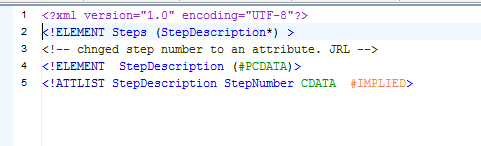 1 <?xml version="1.0" encoding="UTF-8"?>
2 <!ELEMENT Steps (StepDescription*) >
3 <!-- chnged step number to an attribute. JRL -->
4 <!ELEMENT  StepDescription (#PCDATA)>
5 <!ATTLIST StepDescription StepNumber CDATA  #IMPLIED>